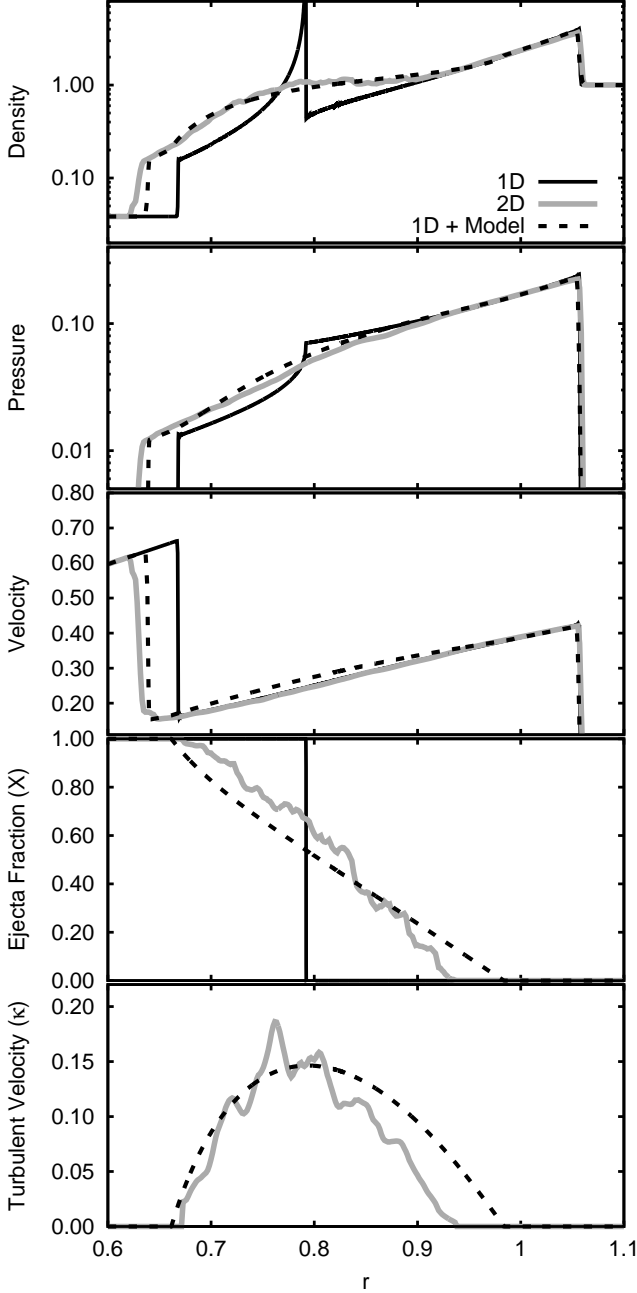 Density
1.00
0.10
1D
2D
1D + Model
Pressure
0.10
0.01
Velocity
0.80
0.70
0.60
0.50
0.40
0.30
0.20
Ejecta Fraction (X)
1.00
0.80
0.60
0.40
0.20
0.00
Turbulent Velocity (κ)
0.20
0.15
0.10
0.05
0.00
0.6 0.7 0.8 0.9 1 1.1
r